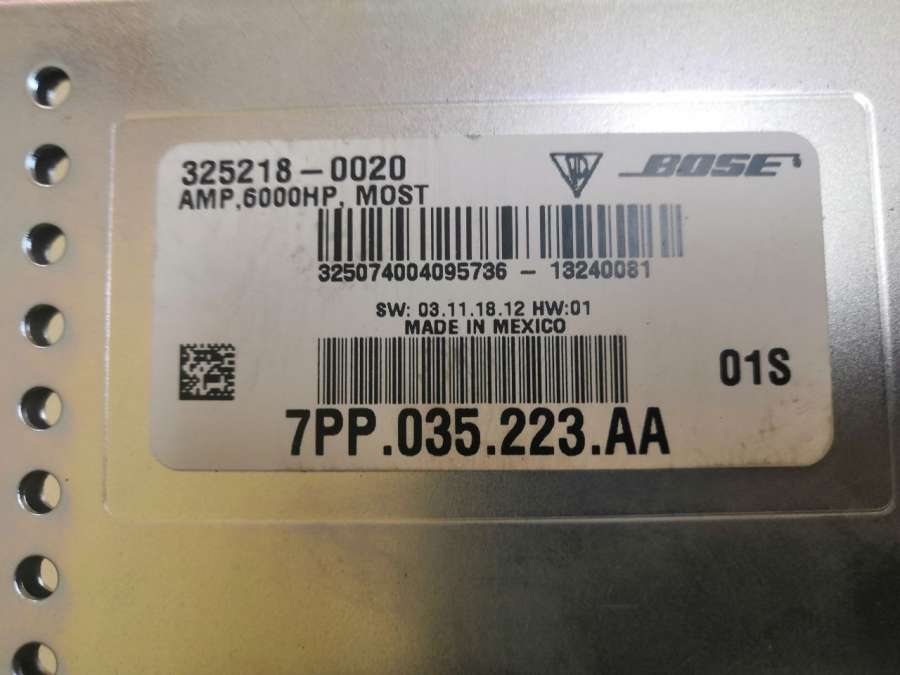 325218-0020
BOSE
AMP,6000HP, MOST
325074004095736 - 13240081
SW: 03.11.18.12 HW:01
MADE IN MEXICO
01S
7PP.035.223.AA